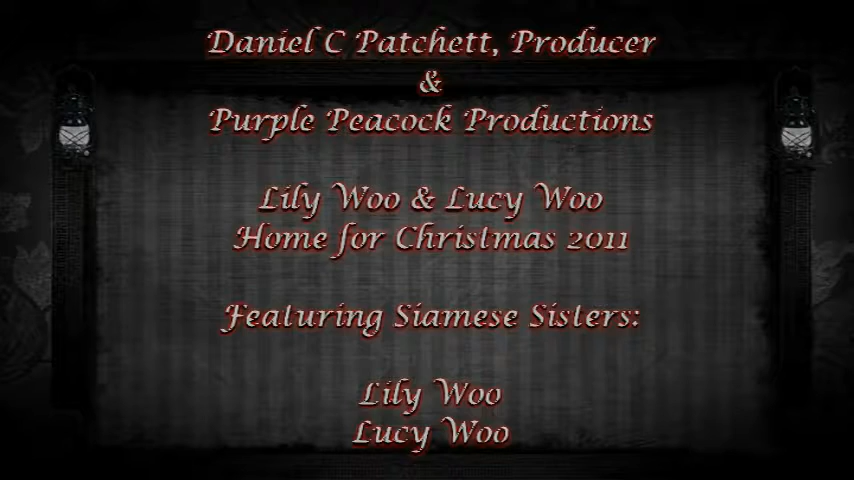 Daniel C Patchett, Producer
&
Purple Peacock Productions
Lily Woo & Lucy Woo
Home for Christmas 2011
Featuring Siamese Sisters:
Lily Woo
Lucy Woo